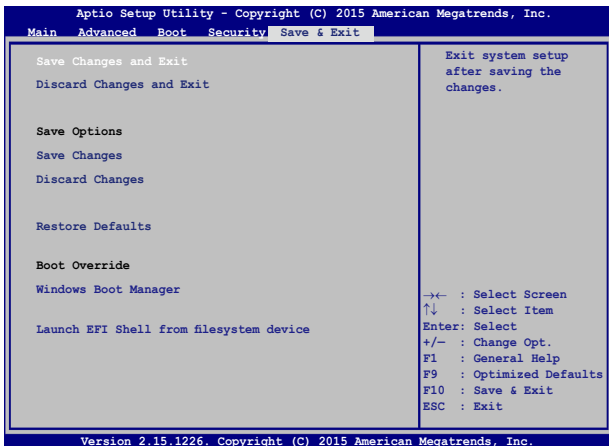 Aptio Setup Utility - Copyright (C) 2015 American Megatrends, Inc.
Main Advanced Boot Security Save & Exit
Save Changes and Exit
Discard Changes and Exit
Save Options
Save Changes
Discard Changes
Restore Defaults
Boot Override
Windows Boot Manager
Launch EFI Shell from filesystem device
Exit system setup
after saving the
changes.
→← : Select Screen
↑↓ : Select Item
Enter: Select
+/— : Change Opt.
F1 : General Help
F9 : Optimized Defaults
F10 : Save & Exit
ESC : Exit
Version 2.15.1226. Copyright (C) 2015 American Megatrends, Inc.